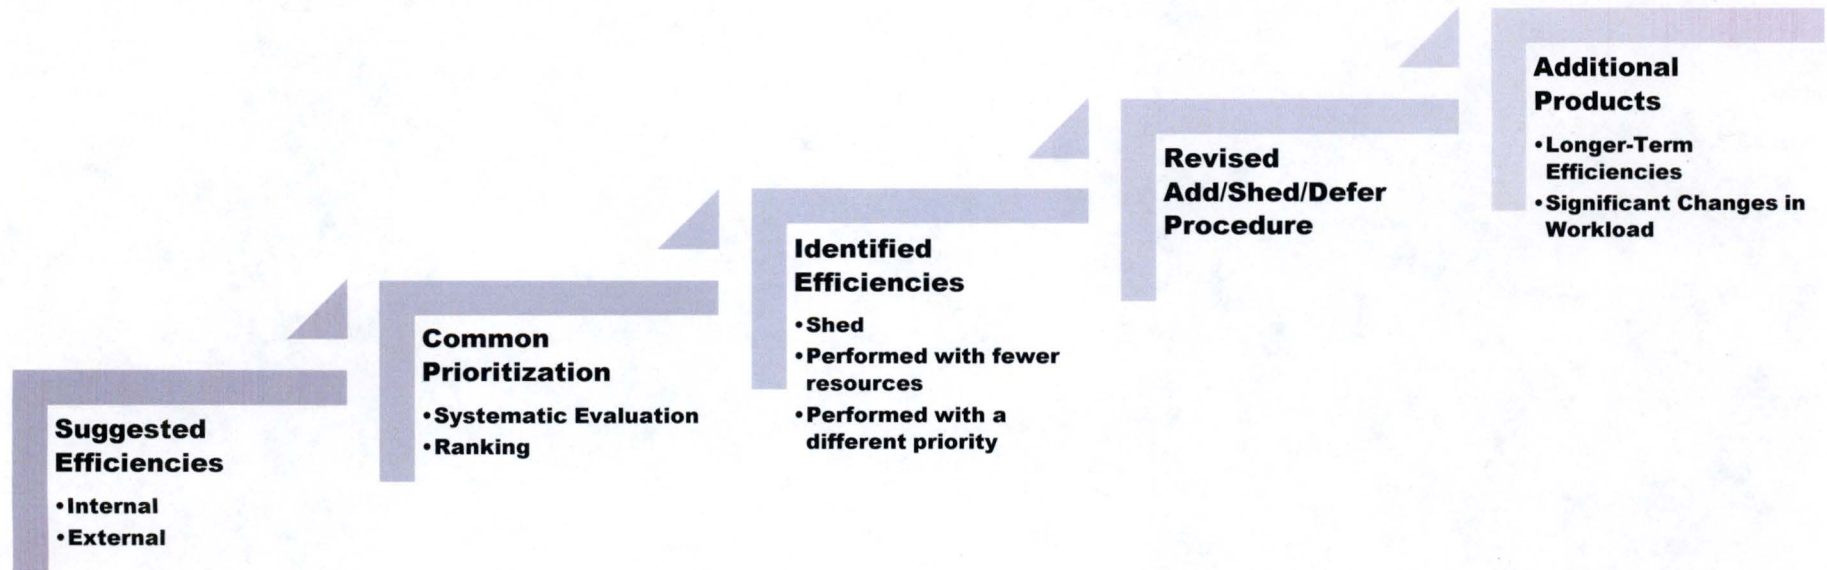 Suggested
Efficiencies
•Internal
•External
Common
Prioritization
•Systematic Evaluation
•Ranking
Identified
Efficiencies
•Shed
•Performed with fewer
resources
•Performed with a
different priority
Revised
Add/Shed/Defer
Procedure
Additional
Products
•Longer-Term
Efficiencies
•Significant Changes in
Workload